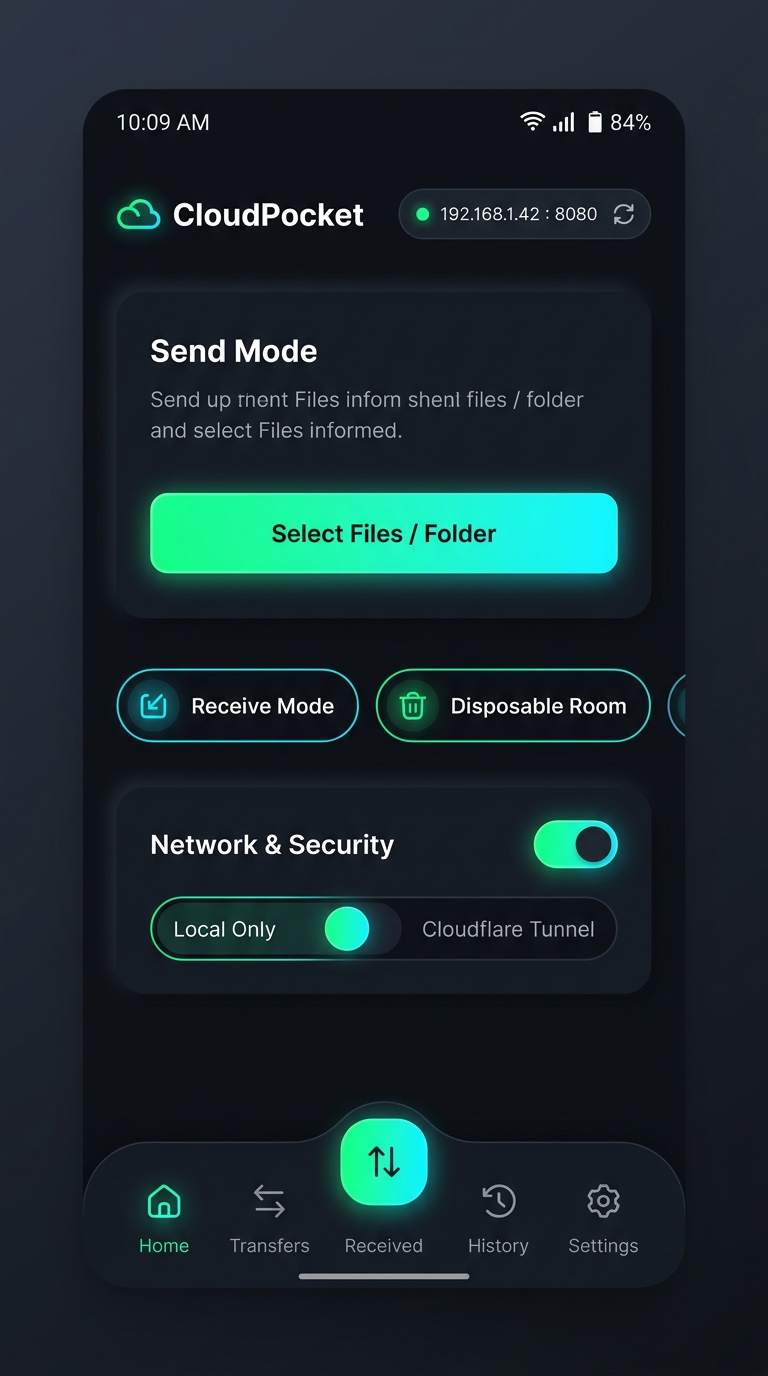 10:09 AM
84%
CloudPocket
192.168.1.42 : 8080
Send Mode
Send up ment Files inforn shenl files / folder
and select Files informed.
Select Files / Folder
Receive Mode
Disposable Room
Network & Security
Local Only
Cloudflare Tunnel
Home
Transfers
Received
History
Settings